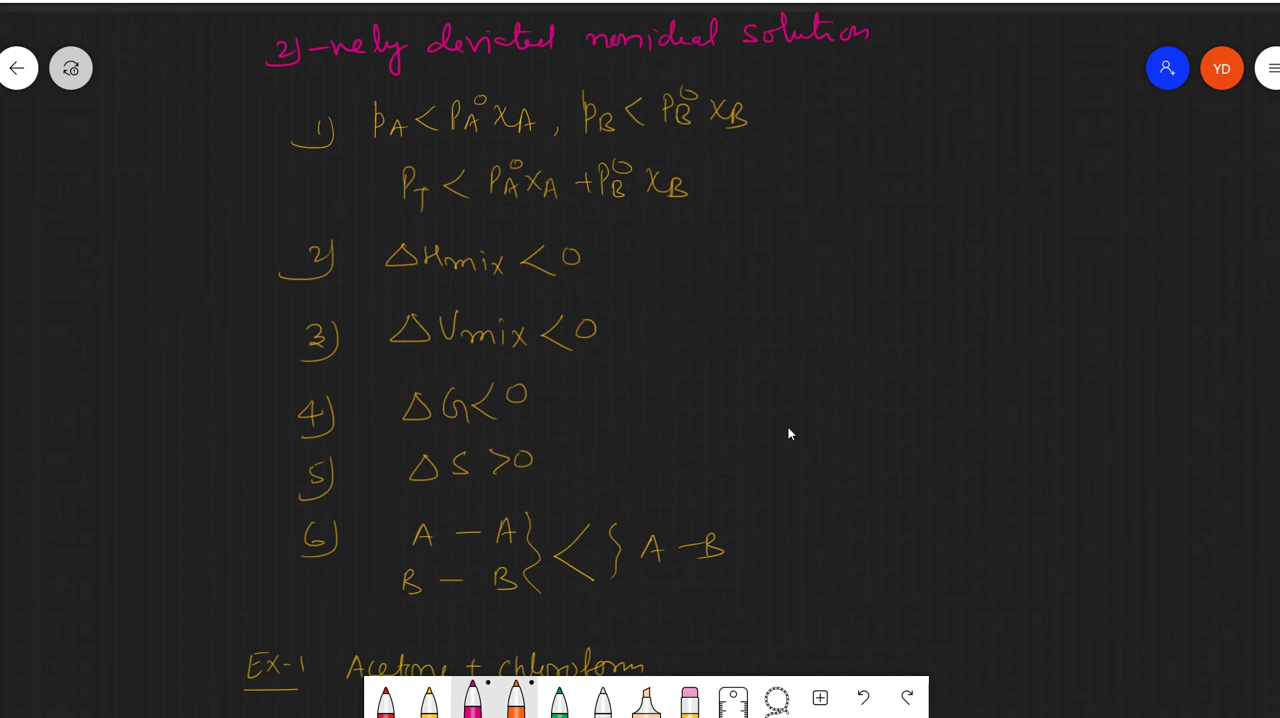 2) -vely deviated nonideal solution
YD
1) pA < PA° xA , pB < PB° xB
PT < PA° xA + PB° xB
2) ΔHmix < 0
3) ΔVmix < 0
4) ΔG < 0
5) ΔS > 0
6) A — A } < } A — B
B — B
Ex-1 Acetone + chloroform